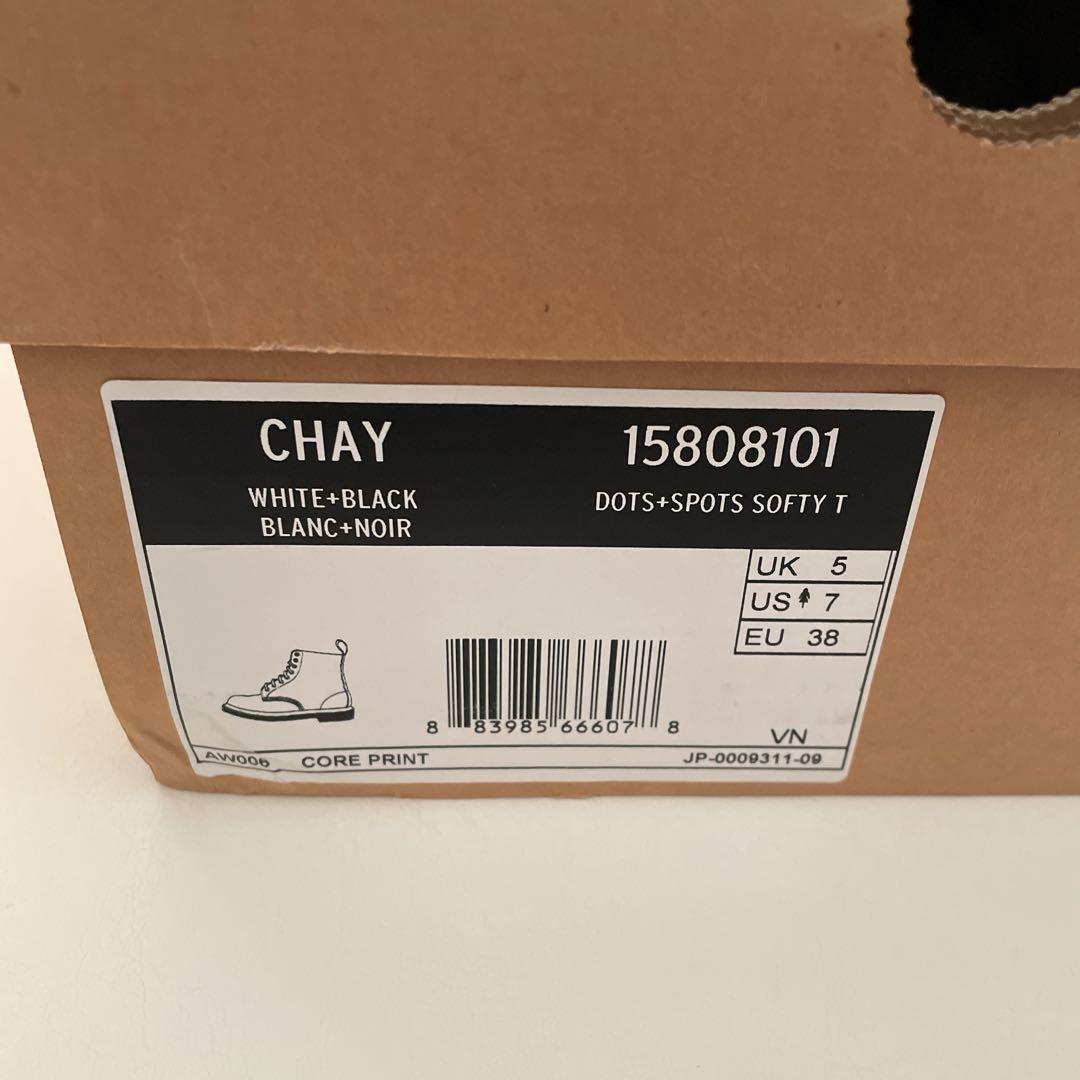 CHAY
15808101
WHITE+BLACK
BLANC+NOIR
DOTS+SPOTS SOFTY T
UK 5
US 7
EU 38
8 83985 66607 8
VN
AW006 CORE PRINT
JP-0009311-09